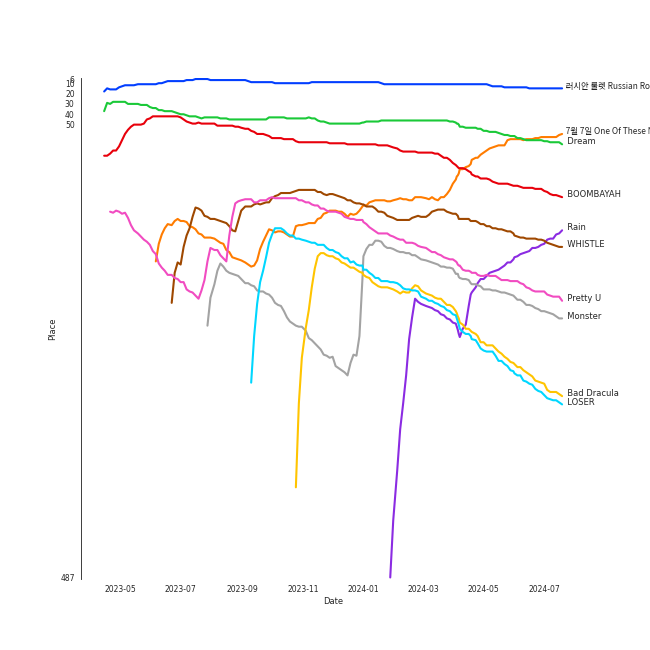 6
10
20
30
40
50
487
Place
2023-05
2023-07
2023-09
2023-11
2024-01
2024-03
2024-05
2024-07
Date
러시안 룰렛 Russian Ro
7월 7일 One Of These N
Dream
BOOMBAYAH
Rain
WHISTLE
Pretty U
Monster
Bad Dracula
LOSER